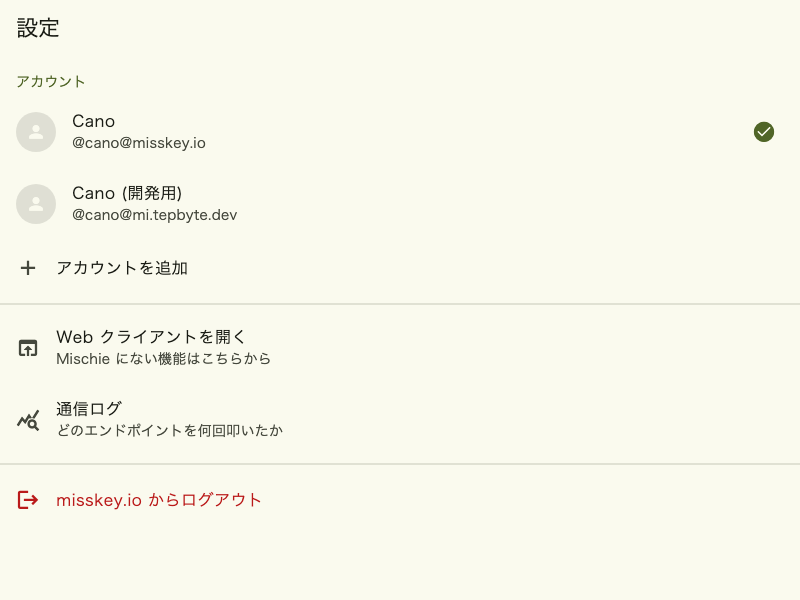 設定
アカウント
Cano
@cano@misskey.io
Cano (開発用)
@cano@mi.tepbyte.dev
アカウントを追加
Web クライアントを開く
Mischie にない機能はこちらから
通信ログ
どのエンドポイントを何回叩いたか
misskey.io からログアウト